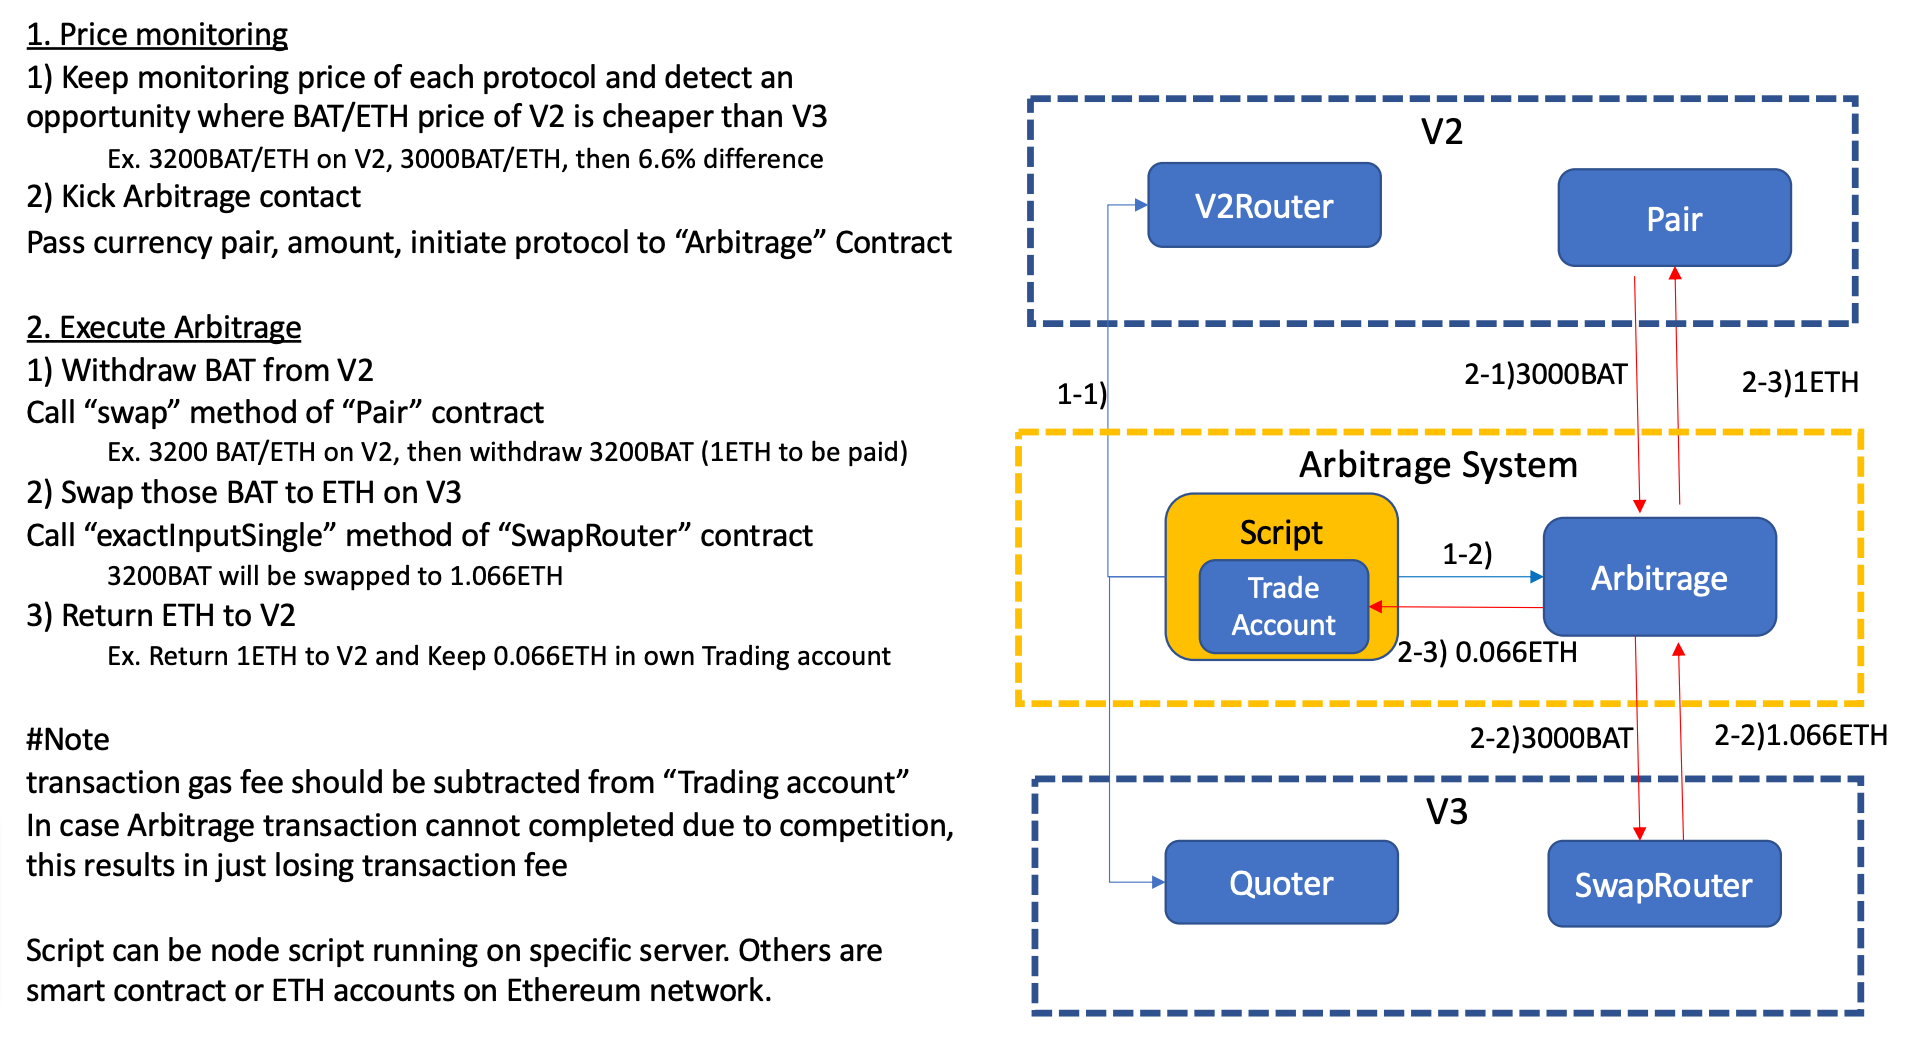 1. Price monitoring
1) Keep monitoring price of each protocol and detect an
opportunity where BAT/ETH price of V2 is cheaper than V3
Ex. 3200BAT/ETH on V2, 3000BAT/ETH, then 6.6% difference
2) Kick Arbitrage contact
Pass currency pair, amount, initiate protocol to “Arbitrage” Contract
2. Execute Arbitrage
1) Withdraw BAT from V2
Call “swap” method of “Pair” contract
Ex. 3200 BAT/ETH on V2, then withdraw 3200BAT (1ETH to be paid)
2) Swap those BAT to ETH on V3
Call “exactInputSingle” method of “SwapRouter” contract
3200BAT will be swapped to 1.066ETH
3) Return ETH to V2
Ex. Return 1ETH to V2 and Keep 0.066ETH in own Trading account
#Note
transaction gas fee should be subtracted from “Trading account”
In case Arbitrage transaction cannot completed due to competition,
this results in just losing transaction fee
Script can be node script running on specific server. Others are
smart contract or ETH accounts on Ethereum network.
V2
V2Router
Pair
1-1)
2-1)3000BAT
2-3)1ETH
Arbitrage System
Script
Trade
Account
1-2)
Arbitrage
2-3) 0.066ETH
2-2)3000BAT
2-2)1.066ETH
V3
Quoter
SwapRouter